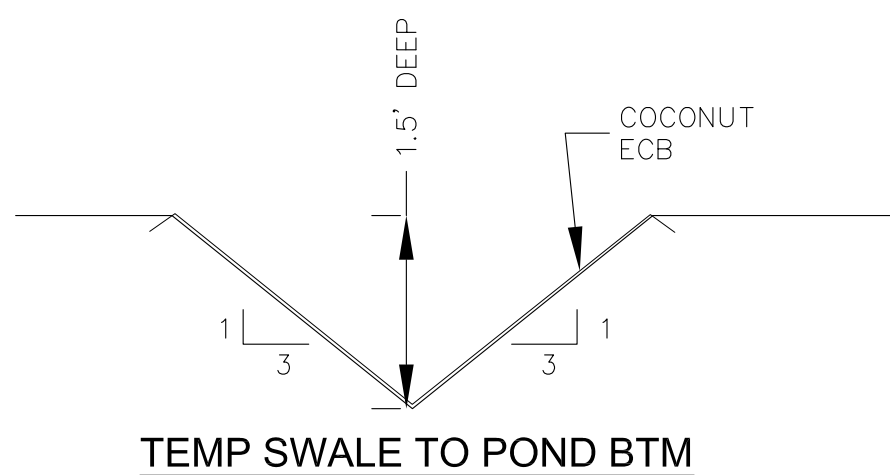 1.5' DEEP
COCONUT
ECB
1
3
3
1
TEMP SWALE TO POND BTM